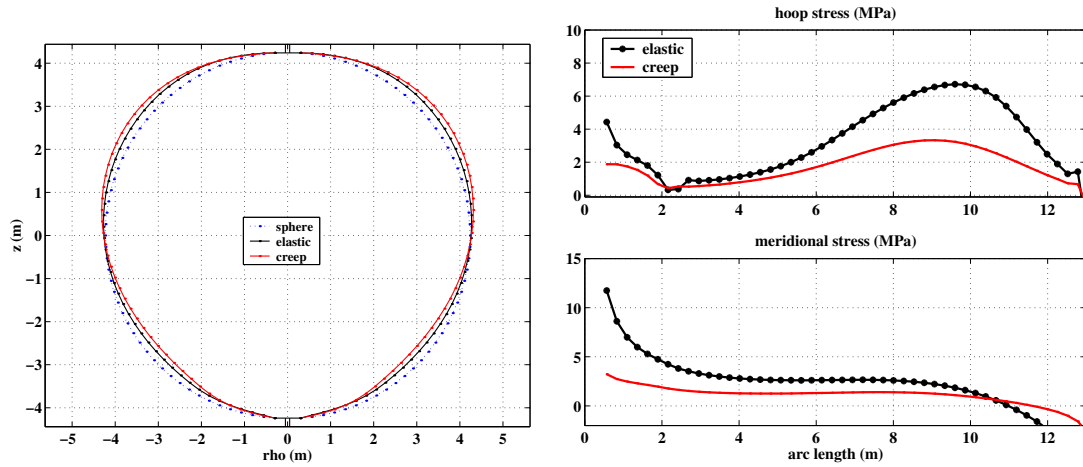 hoop stress (MPa)
10
8
6
4
2
0
elastic
creep
0 2 4 6 8 10 12
4
3
2
1
0
−1
−2
−3
−4
z (m)
sphere
elastic
creep
−5 −4 −3 −2 −1 0 1 2 3 4 5
rho (m)
meridional stress (MPa)
15
10
5
0
0 2 4 6 8 10 12
arc length (m)